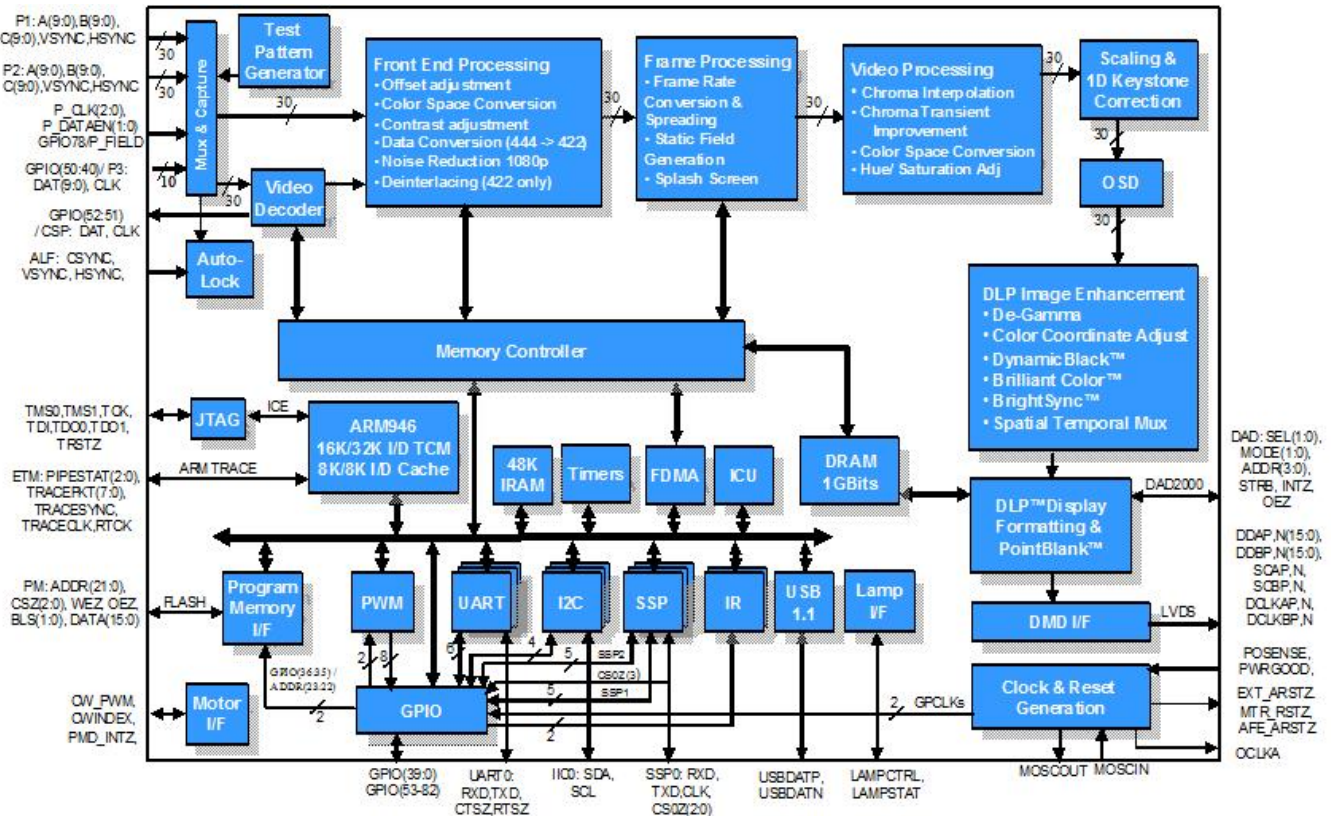 P1: A(9:0),B(9:0),
C(9:0),VSYNC,HSYNC
30
P2: A(9:0),B(9:0),
C(9:0),VSYNC,HSYNC
30
P_CLK(2:0),
P_DATAEN(1:0)
GPIO78/P_FIELD
GPIO(50:40)/ P3:
DAT(9:0), CLK
10
GPIO(52:51)
/ CSP: DAT, CLK
ALF: CSYNC,
VSYNC, HSYNC,
Mux & Capture
Test
Pattern
Generator
30
30
Video
Decoder
Auto-
Lock
Front End Processing
• Offset adjustment
• Color Space Conversion
• Contrast adjustment
• Data Conversion (444 -> 422)
• Noise Reduction 1080p
• Deinterlacing (422 only)
30
Frame Processing
• Frame Rate
Conversion &
Spreading
• Static Field
Generation
• Splash Screen
30
Video Processing
• Chroma Interpolation
• Chroma Transient
Improvement
• Color Space Conversion
• Hue/ Saturation Adj
30
Scaling &
1D Keystone
Correction
30
OSD
30
DLP Image Enhancement
• De-Gamma
• Color Coordinate Adjust
• DynamicBlack™
• Brilliant Color™
• BrightSync™
• Spatial Temporal Mux
Memory Controller
TMS0,TMS1,TCK,
TDI,TDO0,TDO1,
TRSTZ
JTAG
ICE
ARM946
16K/32K I/D TCM
8K/8K I/D Cache
ETM: PIPESTAT(2:0),
TRACEPKT(7:0),
TRACESYNC,
TRACECLK,RTCK
ARM TRACE
48K
IRAM
Timers
FDMA
ICU
DRAM
1GBits
DLP™Display
Formatting &
PointBlank™
DAD2000
DAD: SEL(1:0),
MODE(1:0),
ADDR(3:0),
STRB, INTZ,
OEZ
DMD I/F
LVDS
DDAP,N(15:0),
DDBP,N(15:0),
SCAP,N,
SCBP,N,
DCLKAP,N,
DCLKBP,N
PM: ADDR(21:0),
CSZ(2:0), WEZ, OEZ,
BLS(1:0), DATA(15:0)
FLASH
Program
Memory
I/F
PWM
UART
I2C
SSP
IR
USB
1.1
Lamp
I/F
GPIO(36:35) /
ADDR(23:22)
2
2
8
6
4
5
SSP2
CS0Z(3)
5
SSP1
2
2
GPCLKs
GPIO
CW_PWM,
CWINDEX,
PMD_INTZ,
Motor
I/F
Clock & Reset
Generation
POSENSE,
PWRGOOD,
EXT_ARSTZ
MTR_RSTZ,
AFE_ARSTZ
OCLKA
GPIO(39:0)
GPIO(53-82)
UART0:
RXD,TXD,
CTSZ,RTSZ
IIC0: SDA,
SCL
SSP0: RXD,
TXD,CLK,
CS0Z(2:0)
USBDATP,
USBDATN
LAMPCTRL,
LAMPSTAT
MOSCOUT
MOSCIN